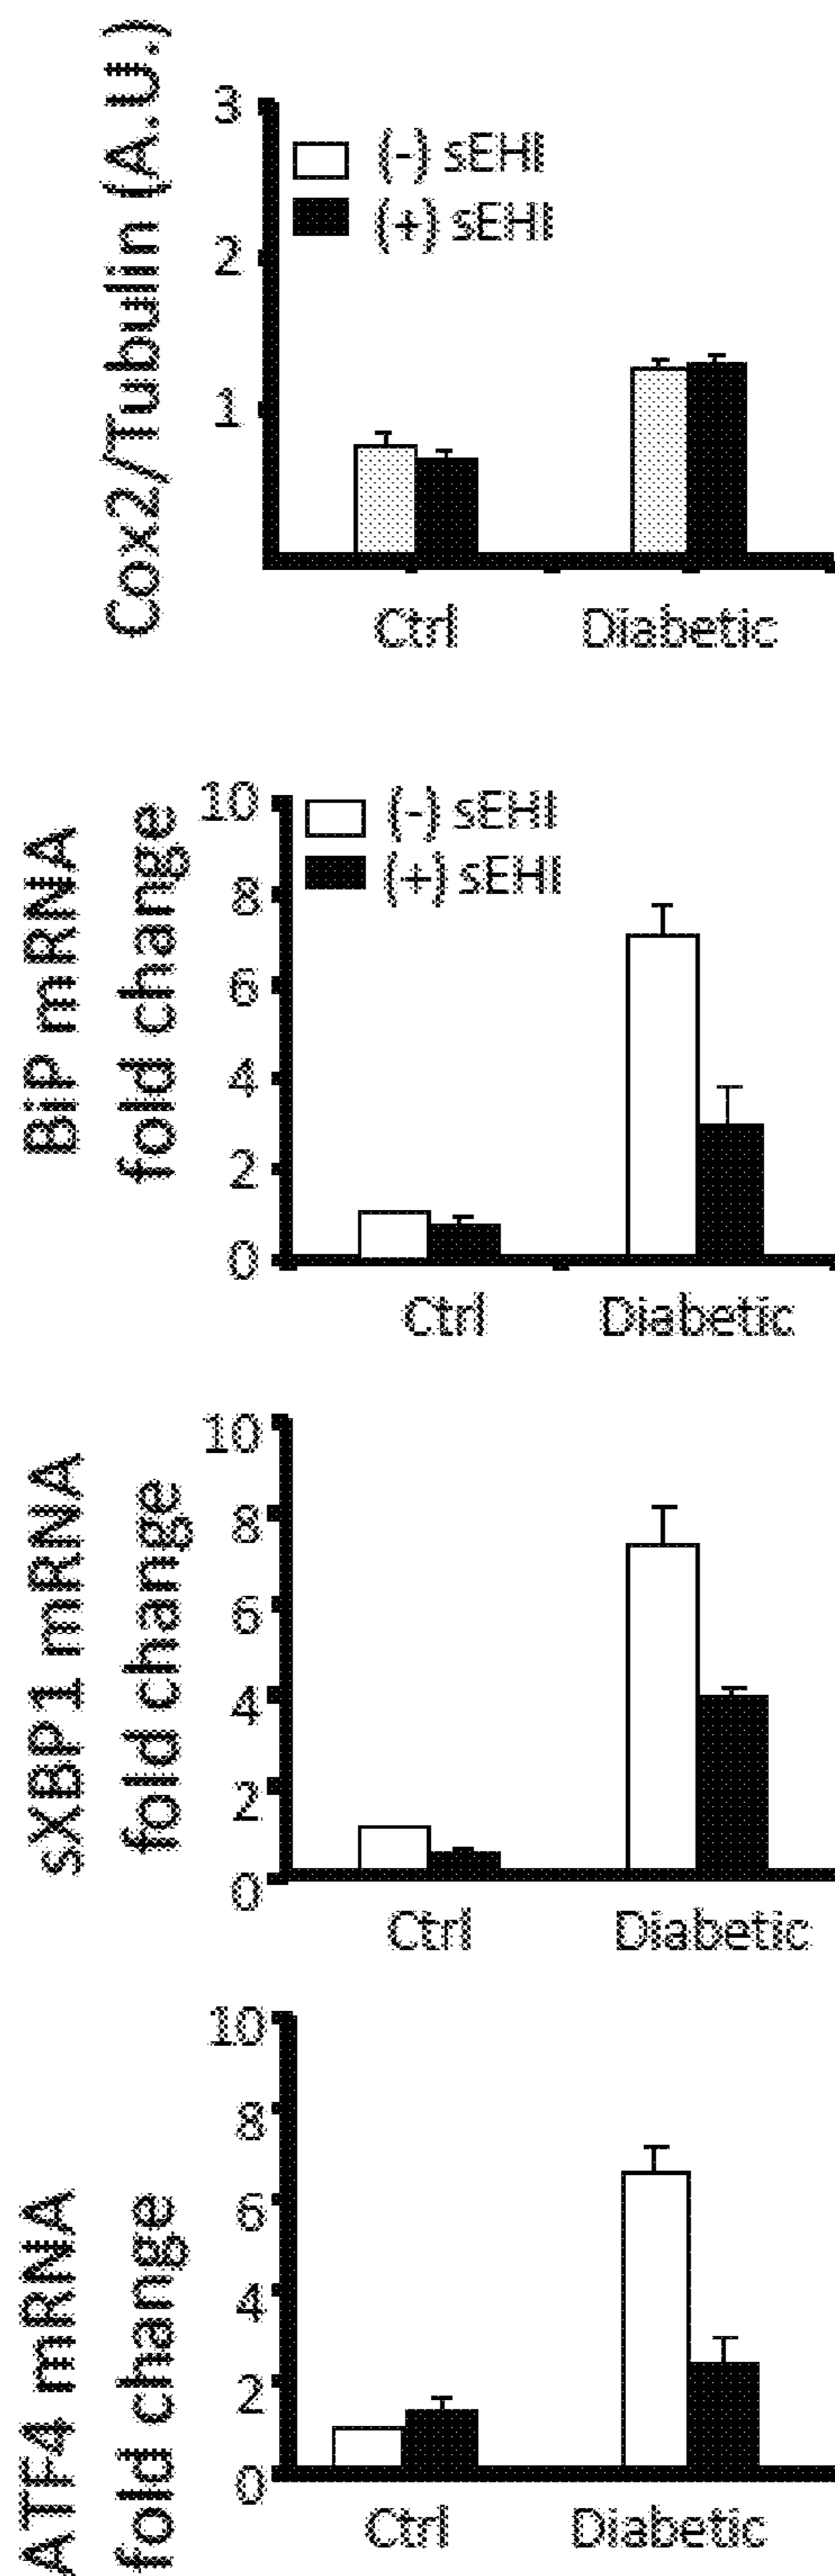 Cox2/Tubulin (A.U.)
3
2
1
(-) sEHI
(+) sEHI
Ctrl Diabetic
BiP mRNA
fold change
10
8
6
4
2
0
(-) sEHI
(+) sEHI
Ctrl Diabetic
sXBP1 mRNA
fold change
10
8
6
4
2
0
Ctrl Diabetic
ATF4 mRNA
fold change
10
8
6
4
2
0
Ctrl Diabetic